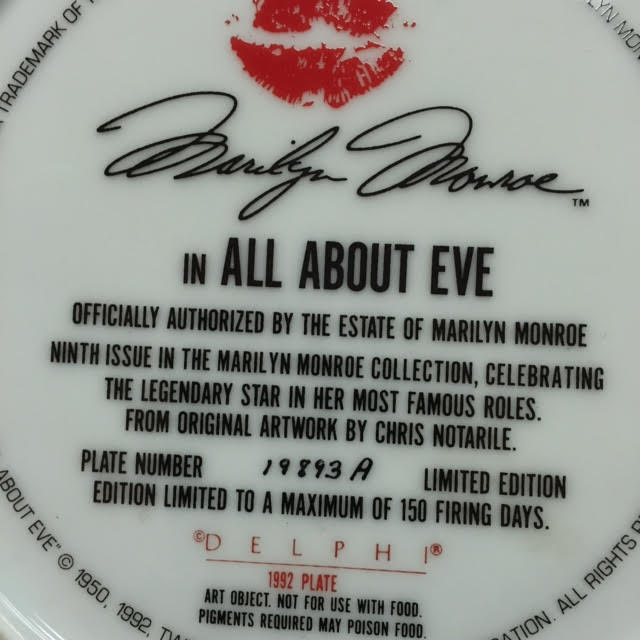 TRADEMARK OF
Marilyn Monroe™
IN ALL ABOUT EVE
OFFICIALLY AUTHORIZED BY THE ESTATE OF MARILYN MONROE
NINTH ISSUE IN THE MARILYN MONROE COLLECTION, CELEBRATING
THE LEGENDARY STAR IN HER MOST FAMOUS ROLES.
FROM ORIGINAL ARTWORK BY CHRIS NOTARILE.
PLATE NUMBER 19893A LIMITED EDITION
EDITION LIMITED TO A MAXIMUM OF 150 FIRING DAYS.
©DELPHI®
1992 PLATE
ART OBJECT. NOT FOR USE WITH FOOD.
PIGMENTS REQUIRED MAY POISON FOOD.
ABOUT EVE" © 1950, 1992,
ALL RIGHTS